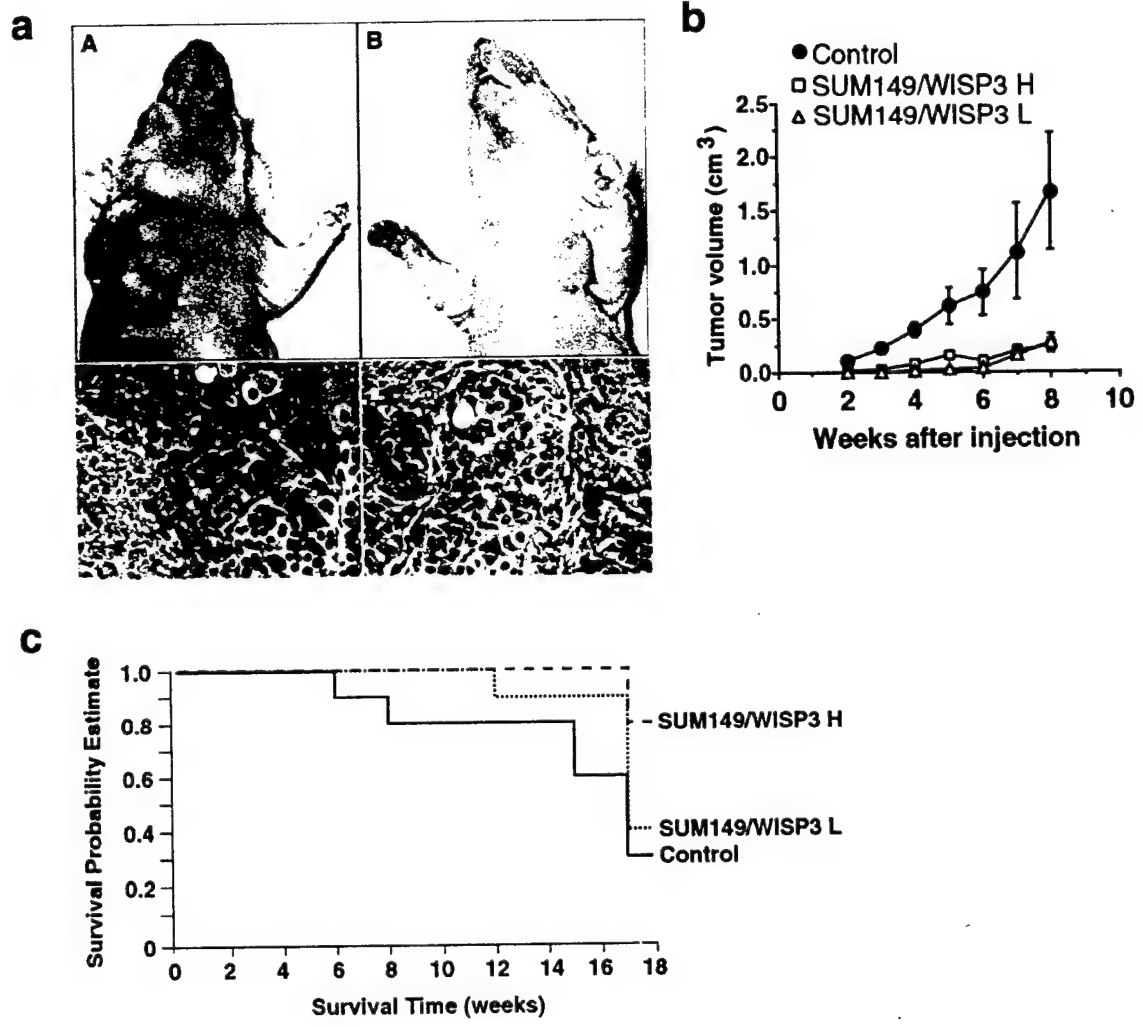 a
A
B
b
Control
SUM149/WISP3 H
SUM149/WISP3 L
Tumor volume (cm3)
2.5
2.0
1.5
1.0
0.5
0.0
0 2 4 6 8 10
Weeks after injection
c
Survival Probability Estimate
1.0
0.8
0.6
0.4
0.2
0
SUM149/WISP3 H
SUM149/WISP3 L
Control
0 2 4 6 8 10 12 14 16 18
Survival Time (weeks)